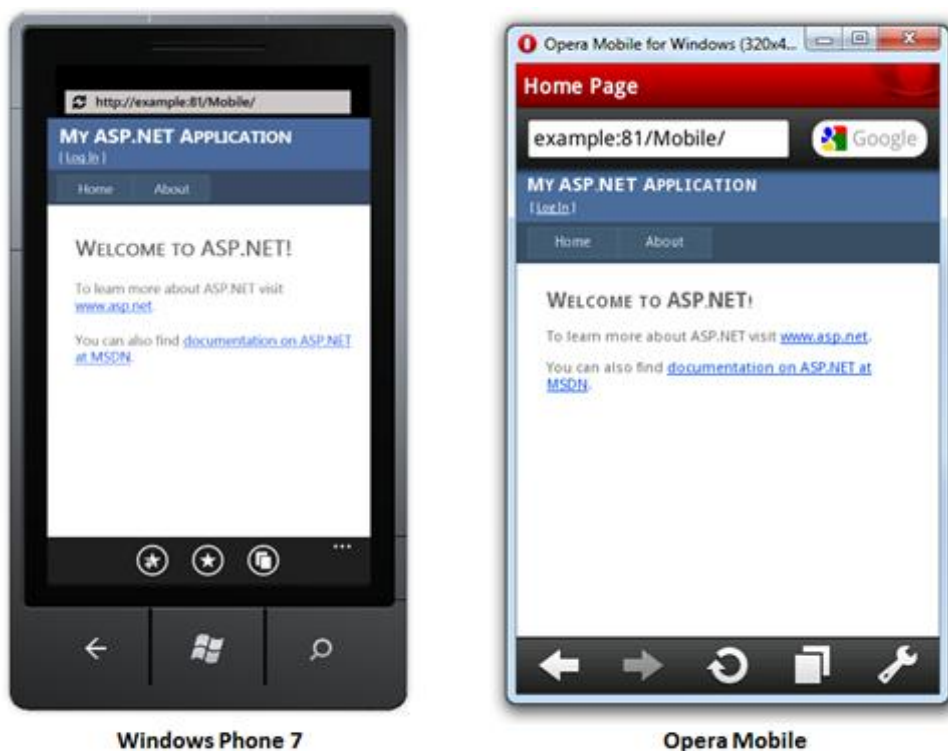 http://example:81/Mobile/
MY ASP.NET APPLICATION
[ Log In ]
Home About
WELCOME TO ASP.NET!
To learn more about ASP.NET visit
www.asp.net.
You can also find documentation on ASP.NET
at MSDN.
Windows Phone 7
Opera Mobile for Windows (320x4...
Home Page
example:81/Mobile/ Google
MY ASP.NET APPLICATION
[ Log In ]
Home About
WELCOME TO ASP.NET!
To learn more about ASP.NET visit www.asp.net.
You can also find documentation on ASP.NET at
MSDN.
Opera Mobile